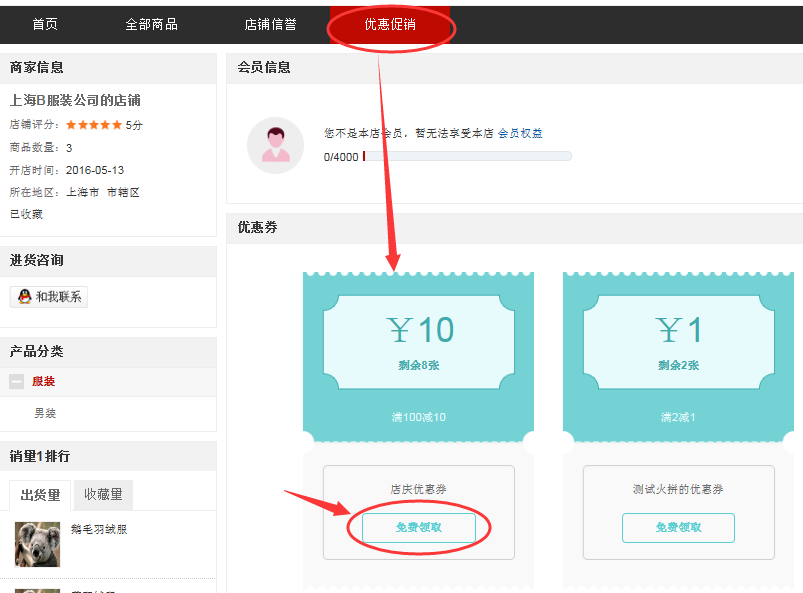 首页 全部商品 店铺信誉 优惠促销
商家信息
上海B服装公司的店铺
店铺评分：★★★★★ 5分
商品数量：3
开店时间：2016-05-13
所在地区：上海市 市辖区
已收藏
进货咨询
和我联系
产品分类
服装
男装
销量1排行
出货量 收藏量
鹅毛羽绒服
会员信息
您不是本店会员，暂无法享受本店 会员权益
0/4000
优惠券
￥10
剩余8张
满100减10
店庆优惠券
免费领取
￥1
剩余2张
满2减1
测试火拼的优惠券
免费领取